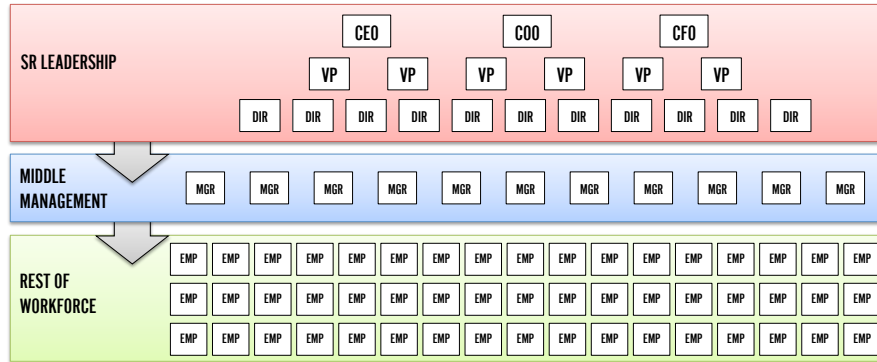 CEO COO CFO
SR LEADERSHIP
VP VP VP VP VP VP
DIR DIR DIR DIR DIR DIR DIR DIR DIR DIR DIR
MIDDLE
MANAGEMENT
MGR MGR MGR MGR MGR MGR MGR MGR MGR MGR MGR
EMP EMP EMP EMP EMP EMP EMP EMP EMP EMP EMP EMP EMP EMP EMP EMP EMP
REST OF
WORKFORCE
EMP EMP EMP EMP EMP EMP EMP EMP EMP EMP EMP EMP EMP EMP EMP EMP EMP
EMP EMP EMP EMP EMP EMP EMP EMP EMP EMP EMP EMP EMP EMP EMP EMP EMP